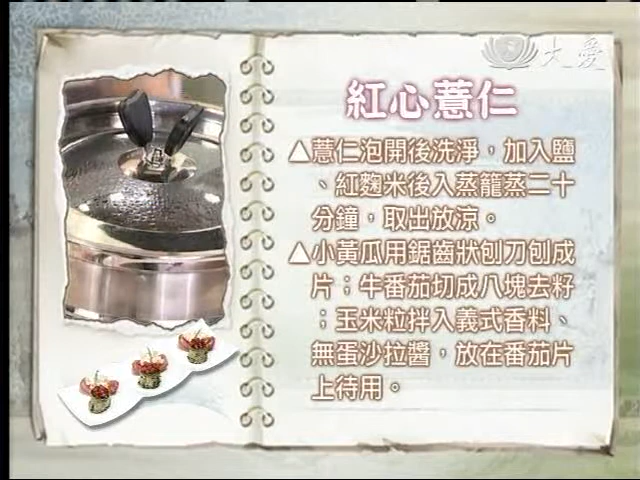 大愛
紅心薏仁
▲薏仁泡開後洗淨，加入鹽
、紅麴米後入蒸籠蒸二十
分鐘，取出放涼。
▲小黃瓜用鋸齒狀刨刀刨成
片；牛番茄切成八塊去籽
；玉米粒拌入義式香料、
無蛋沙拉醬，放在番茄片
上待用。